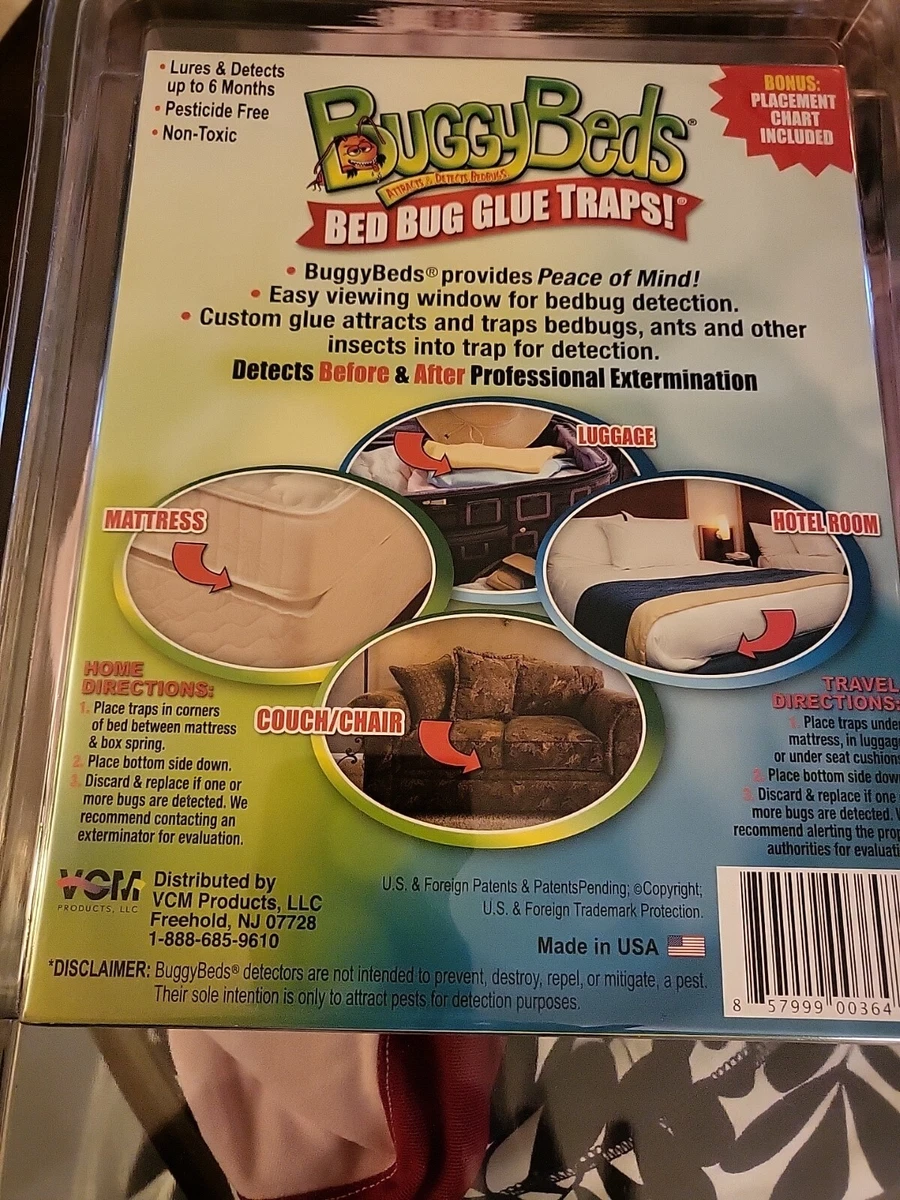 • Lures & Detects
up to 6 Months
• Pesticide Free
• Non-Toxic
BuggyBeds®
ATTRACTS & DETECTS BEDBUGS
BED BUG GLUE TRAPS!®
BONUS:
PLACEMENT
CHART
INCLUDED
• BuggyBeds® provides Peace of Mind!
• Easy viewing window for bedbug detection.
• Custom glue attracts and traps bedbugs, ants and other
insects into trap for detection.
Detects Before & After Professional Extermination
LUGGAGE
MATTRESS
HOTEL ROOM
COUCH/CHAIR
HOME
DIRECTIONS:
1. Place traps in corners
of bed between mattress
& box spring.
2. Place bottom side down.
3. Discard & replace if one or
more bugs are detected. We
recommend contacting an
exterminator for evaluation.
TRAVEL
DIRECTIONS:
1. Place traps unde
mattress, in luggag
or under seat cushions
2. Place bottom side dow
3. Discard & replace if one
more bugs are detected.
recommend alerting the prop
authorities for evaluati
VCM
PRODUCTS, LLC
Distributed by
VCM Products, LLC
Freehold, NJ 07728
1-888-685-9610
U.S. & Foreign Patents & PatentsPending; ©Copyright;
U.S. & Foreign Trademark Protection.
Made in USA
*DISCLAIMER: BuggyBeds® detectors are not intended to prevent, destroy, repel, or mitigate, a pest.
Their sole intention is only to attract pests for detection purposes.
8 57999 00364